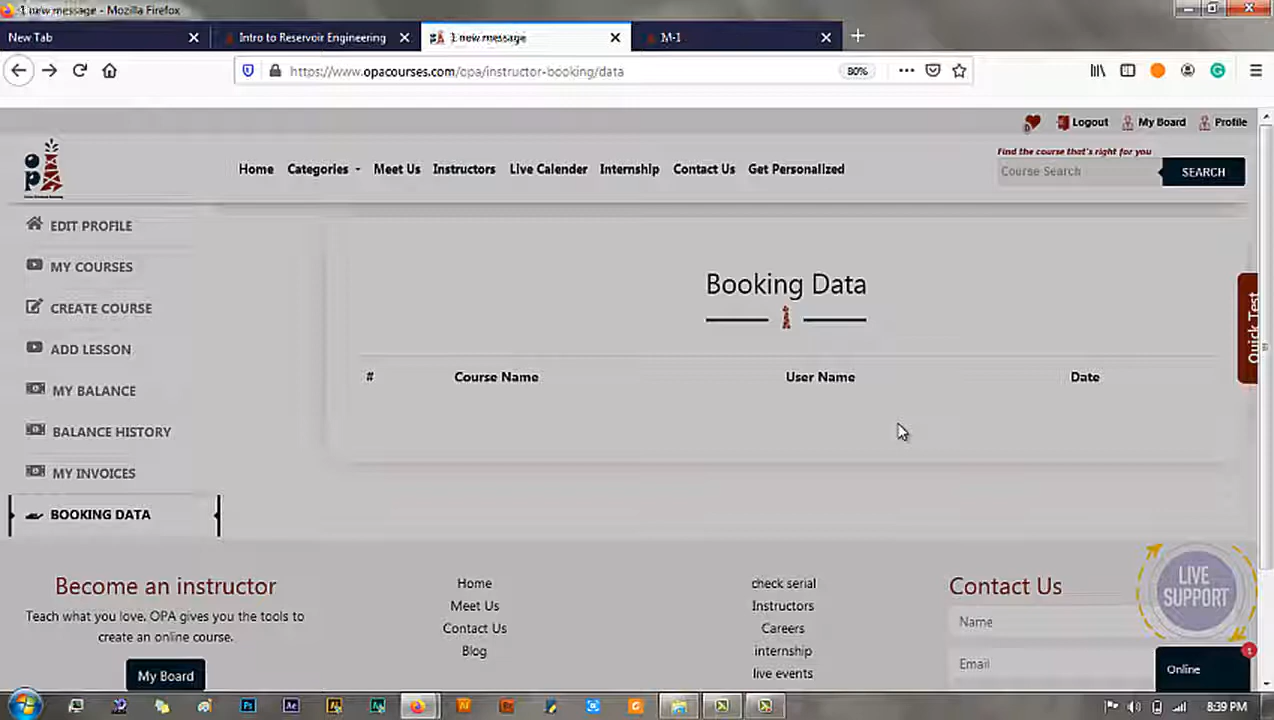 1 new message - Mozilla Firefox
New Tab
Intro to Reservoir Engineering
1 new message
M-1
https://www.opacourses.com/opa/instructor-booking/data
80%
Logout
My Board
Profile
Find the course that's right for you
opa
Home
Categories
Meet Us
Instructors
Live Calender
Internship
Contact Us
Get Personalized
Course Search
SEARCH
EDIT PROFILE
MY COURSES
CREATE COURSE
ADD LESSON
MY BALANCE
BALANCE HISTORY
MY INVOICES
BOOKING DATA
Booking Data
# Course Name User Name Date
Quick Test
Become an instructor
Teach what you love. OPA gives you the tools to
create an online course.
My Board
Home
Meet Us
Contact Us
Blog
check serial
Instructors
Careers
internship
live events
Contact Us
Name
Email
LIVE
SUPPORT
Online
1
8:39 PM